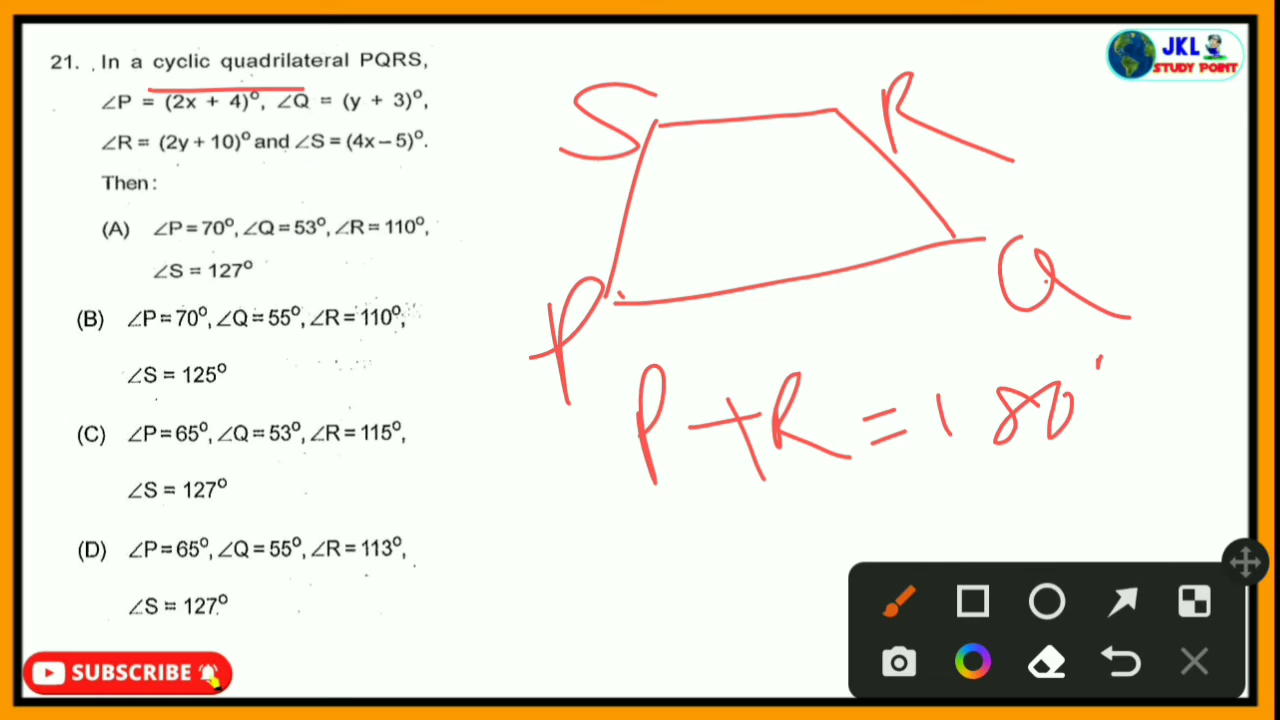 21. In a cyclic quadrilateral PQRS,
∠P = (2x + 4)°, ∠Q = (y + 3)°,
∠R = (2y + 10)° and ∠S = (4x – 5)°.
Then:
(A) ∠P = 70°, ∠Q = 53°, ∠R = 110°,
∠S = 127°
(B) ∠P = 70°, ∠Q = 55°, ∠R = 110°,
∠S = 125°
(C) ∠P = 65°, ∠Q = 53°, ∠R = 115°,
∠S = 127°
(D) ∠P = 65°, ∠Q = 55°, ∠R = 113°,
∠S = 127°
SUBSCRIBE
JKL
STUDY POINT
S
R
P
Q
P + R = 180°